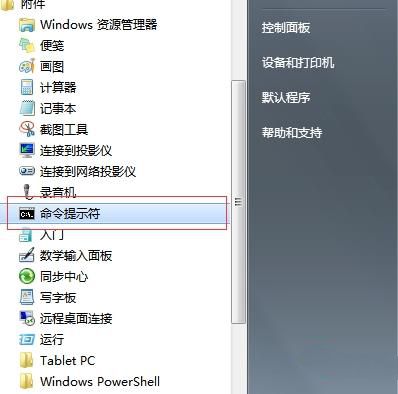 附件
Windows 资源管理器
便笺
画图
计算器
记事本
截图工具
连接到投影仪
连接到网络投影仪
录音机
命令提示符
入门
数学输入面板
同步中心
写字板
远程桌面连接
运行
Tablet PC
Windows PowerShell
控制面板
设备和打印机
默认程序
帮助和支持